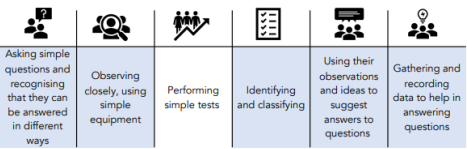 ?
Asking simple
questions and
recognising
that they can
be answered
in different
ways
Observing
closely, using
simple
equipment
Performing
simple tests
Identifying
and classifying
Using their
observations
and ideas to
suggest
answers to
questions
Gathering and
recording
data to help in
answering
questions